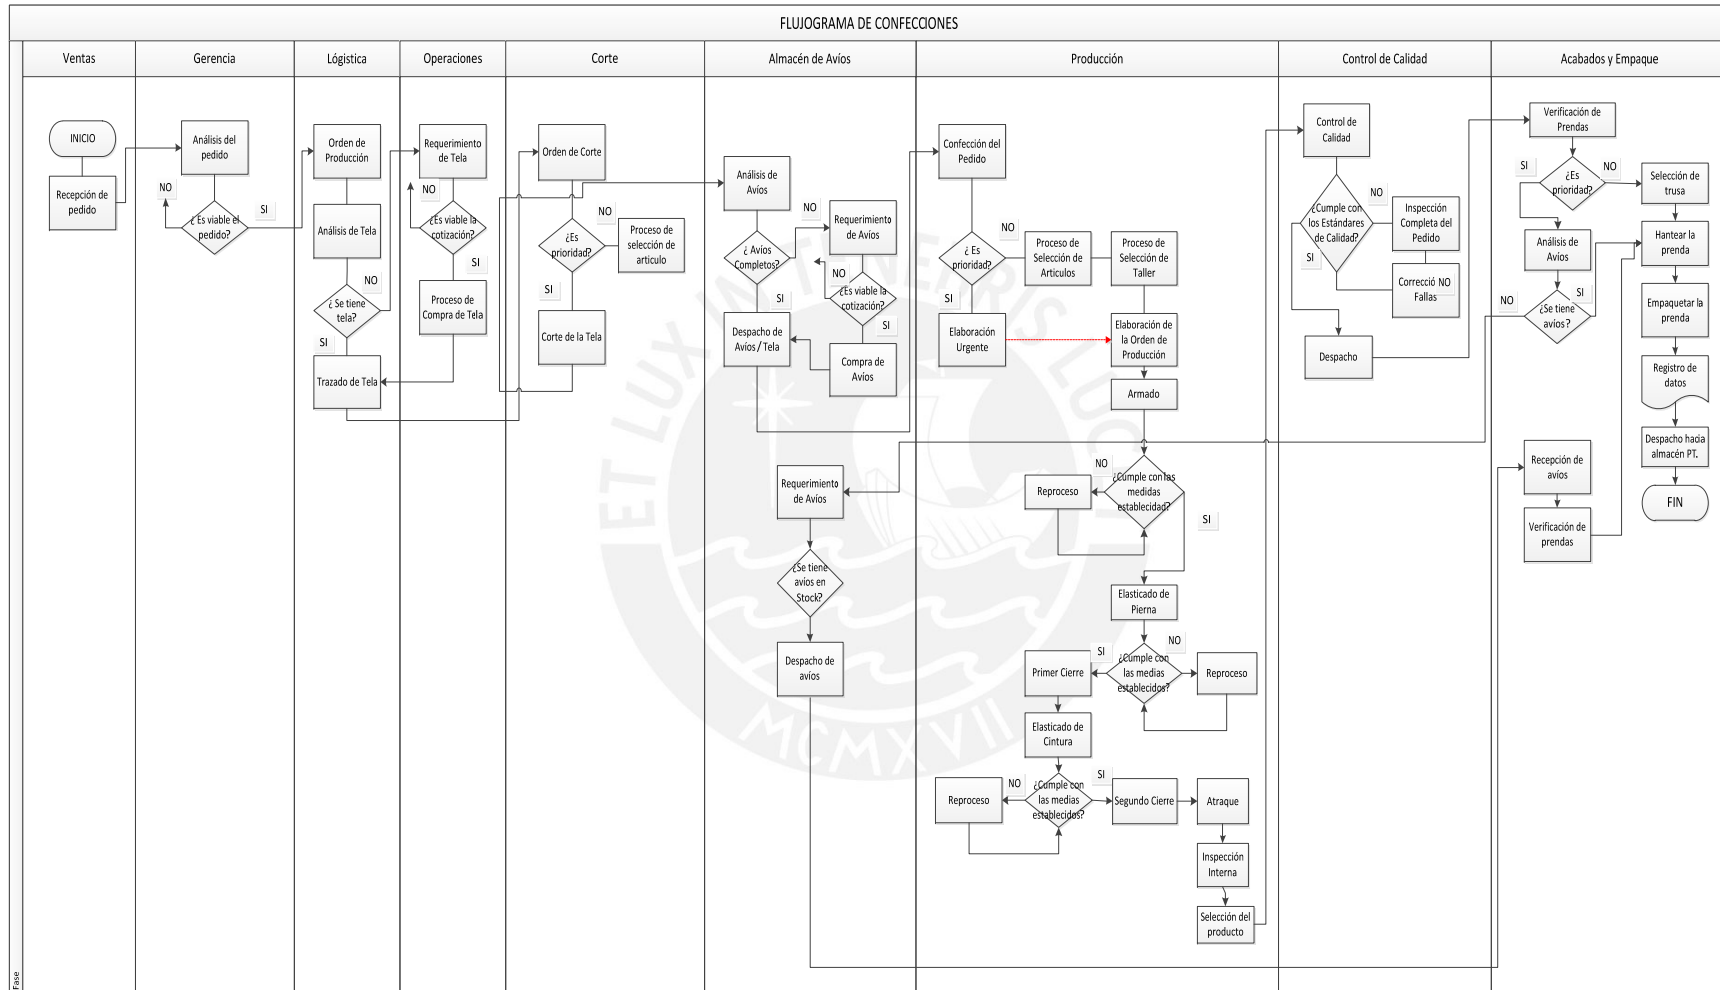 FLUJOGRAMA DE CONFECCIONES
Ventas
Gerencia
Lógistica
Operaciones
Corte
Almacén de Avíos
Producción
Control de Calidad
Acabados y Empaque
INICIO
Recepción de
pedido
Análisis del
pedido
NO
¿ Es viable el
pedido?
SI
Orden de
Producción
Análisis de Tela
NO
¿ Se tiene
tela?
SI
Trazado de Tela
Requerimiento
de Tela
NO
¿Es viable la
cotización?
SI
Proceso de
Compra de Tela
Orden de Corte
NO
¿Es
prioridad?
Proceso de
selección de
articulo
SI
Corte de la Tela
Análisis de
Avíos
NO
Requerimiento
de Avíos
¿ Avíos
Completos?
NO
¿Es viable la
cotización?
SI
SI
Despacho de
Avíos / Tela
Compra de
Avíos
Requerimiento
de Avíos
¿Se tiene
avíos en
Stock?
Despacho de
avíos
Confección del
Pedido
NO
¿ Es
prioridad?
Proceso de
Selección de
Articulos
Proceso de
Selección de
Taller
SI
Elaboración
Urgente
Elaboración de
la Orden de
Producción
Armado
NO
¿Cumple con las
medidas
establecidad?
Reproceso
SI
Elasticado de
Pierna
NO
SI
¿Cumple con
las medias
establecidos?
Primer Cierre
Reproceso
Elasticado de
Cintura
NO
¿Cumple con
las medias
establecidos?
SI
Reproceso
Segundo Cierre
Atraque
Inspección
Interna
Selección del
producto
Control de
Calidad
NO
¿Cumple con
los Estándares
de Calidad?
Inspección
Completa del
Pedido
SI
Correcció NO
Fallas
Despacho
Verificación de
Prendas
SI
NO
¿Es
prioridad?
Selección de
trusa
Análisis de
Avíos
Hantear la
prenda
NO
SI
¿Se tiene
avíos ?
Empaquetar la
prenda
Registro de
datos
Despacho hacia
almacén PT.
FIN
Recepción de
avíos
Verificación de
prendas
Fase
ET LUX IN TENEBRIS LUCET
MCMXVII